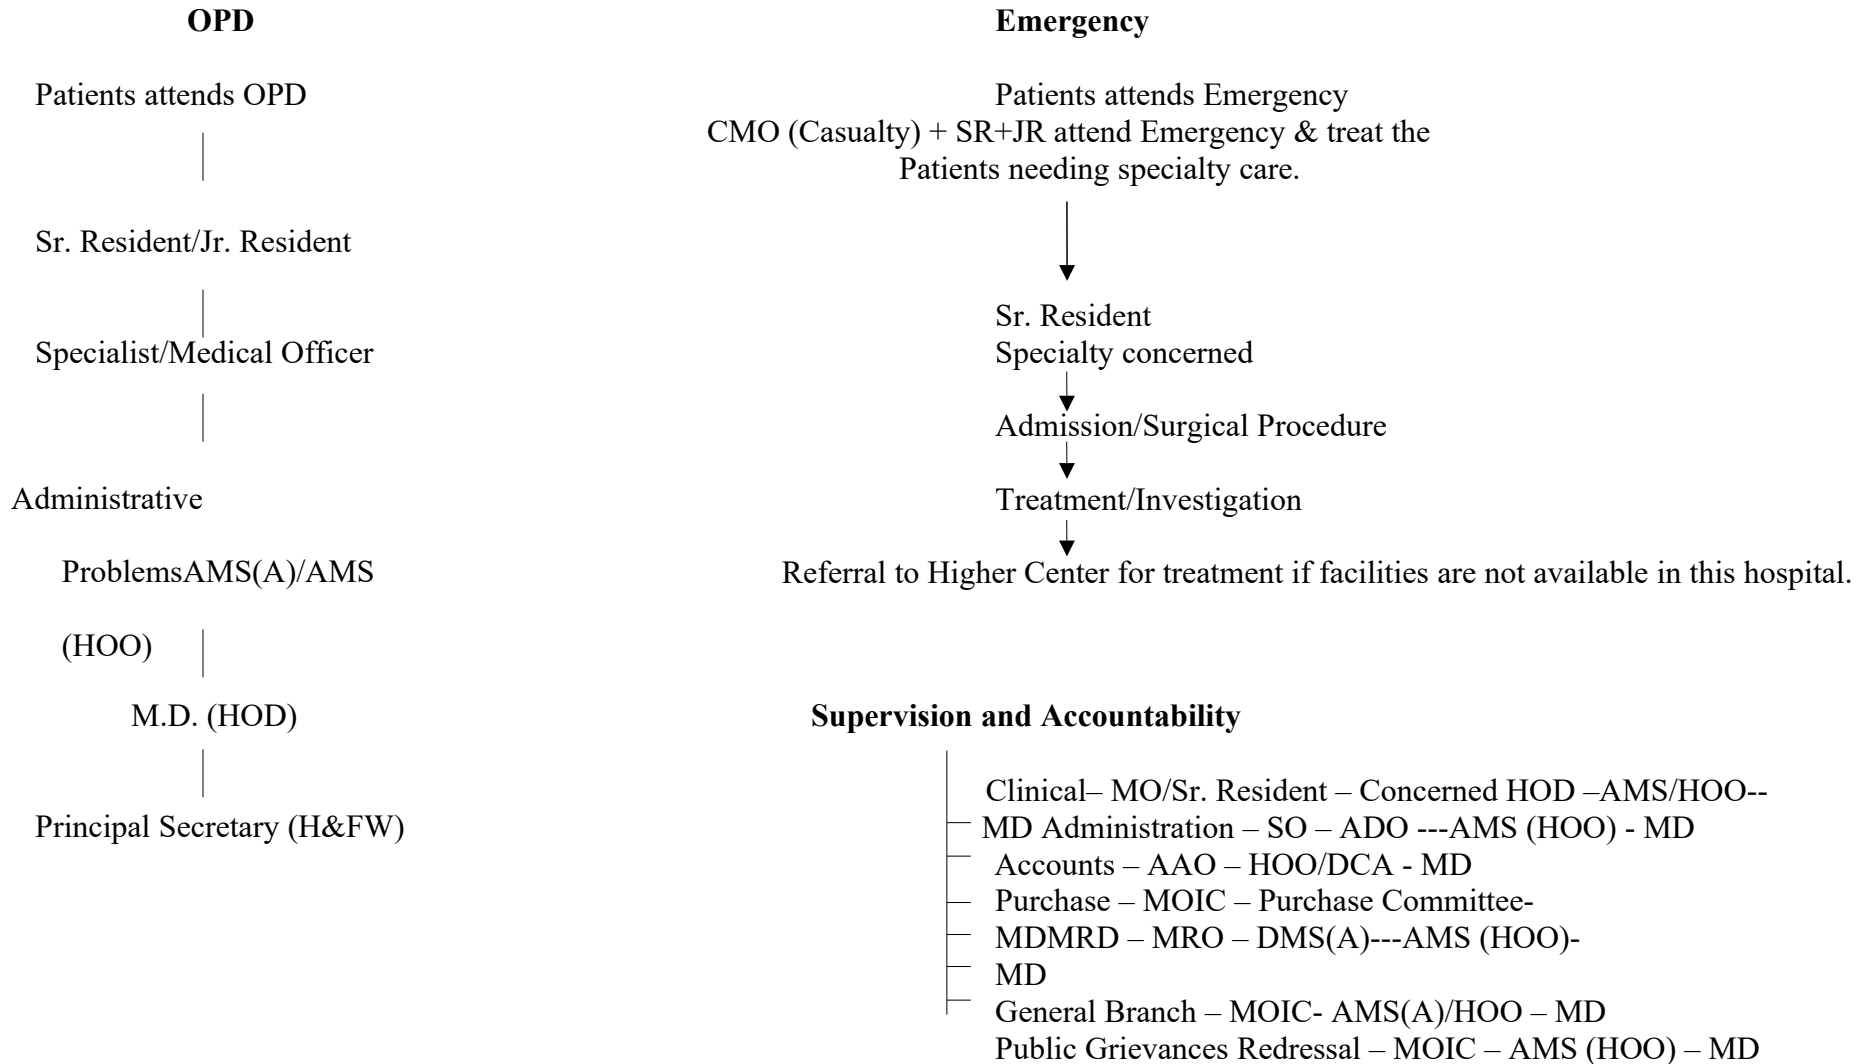 OPD
Patients attends OPD
Sr. Resident/Jr. Resident
Specialist/Medical Officer
Administrative
ProblemsAMS(A)/AMS
(HOO)
M.D. (HOD)
Principal Secretary (H&FW)
Emergency
Patients attends Emergency
CMO (Casualty) + SR+JR attend Emergency & treat the
Patients needing specialty care.
Sr. Resident
Specialty concerned
Admission/Surgical Procedure
Treatment/Investigation
Referral to Higher Center for treatment if facilities are not available in this hospital.
Supervision and Accountability
Clinical– MO/Sr. Resident – Concerned HOD –AMS/HOO--
MD Administration – SO – ADO ---AMS (HOO) - MD
Accounts – AAO – HOO/DCA - MD
Purchase – MOIC – Purchase Committee-
MDMRD – MRO – DMS(A)---AMS (HOO)-
MD
General Branch – MOIC- AMS(A)/HOO – MD
Public Grievances Redressal – MOIC – AMS (HOO) – MD